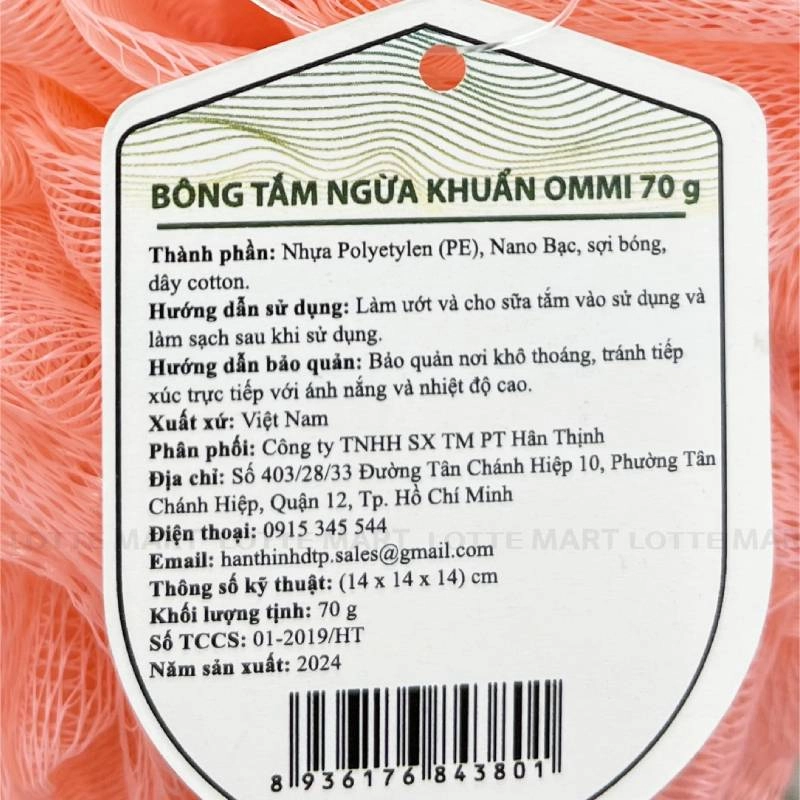 BÔNG TẮM NGỪA KHUẨN OMMI 70 g
Thành phần: Nhựa Polyetylen (PE), Nano Bạc, sợi bóng,
dây cotton.
Hướng dẫn sử dụng: Làm ướt và cho sữa tắm vào sử dụng và
làm sạch sau khi sử dụng.
Hướng dẫn bảo quản: Bảo quản nơi khô thoáng, tránh tiếp
xúc trực tiếp với ánh nắng và nhiệt độ cao.
Xuất xứ: Việt Nam
Phân phối: Công ty TNHH SX TM PT Hân Thịnh
Địa chỉ: Số 403/28/33 Đường Tân Chánh Hiệp 10, Phường Tân
Chánh Hiệp, Quận 12, Tp. Hồ Chí Minh
Điện thoại: 0915 345 544
LOTTE MART LOTTE MART LOTTE MA
Email: hanthinhdtp.sales@gmail.com
Thông số kỹ thuật: (14 x 14 x 14) cm
Khối lượng tịnh: 70 g
Số TCCS: 01-2019/HT
Năm sản xuất: 2024
8 936176 843801